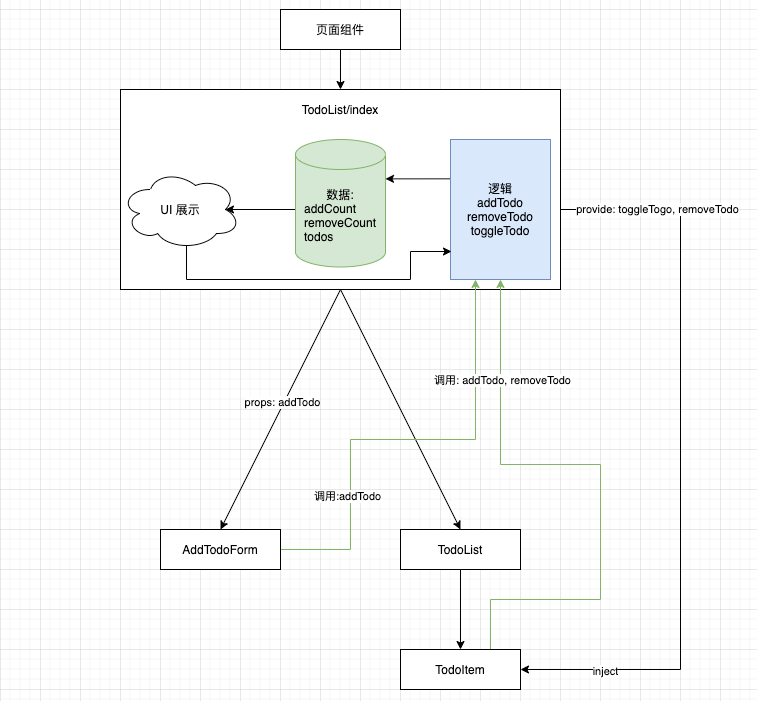 页面组件
TodoList/index
数据:
addCount
removeCount
todos
UI 展示
逻辑
addTodo
removeTodo
toggleTodo
provide: toggleTogo, removeTodo
调用: addTodo, removeTodo
props: addTodo
调用:addTodo
AddTodoForm
TodoList
TodoItem
inject